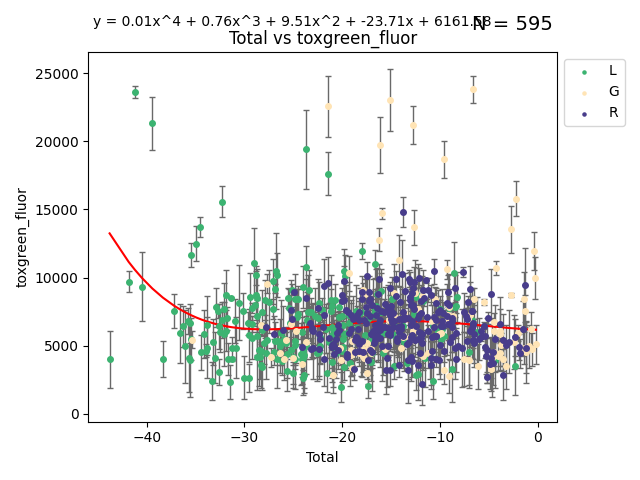 y = 0.01x^4 + 0.76x^3 + 9.51x^2 + -23.71x + 6161.58
N = 595
Total vs toxgreen_fluor
25000
20000
15000
10000
5000
0
toxgreen_fluor
−40
−30
−20
−10
0
Total
L
G
R